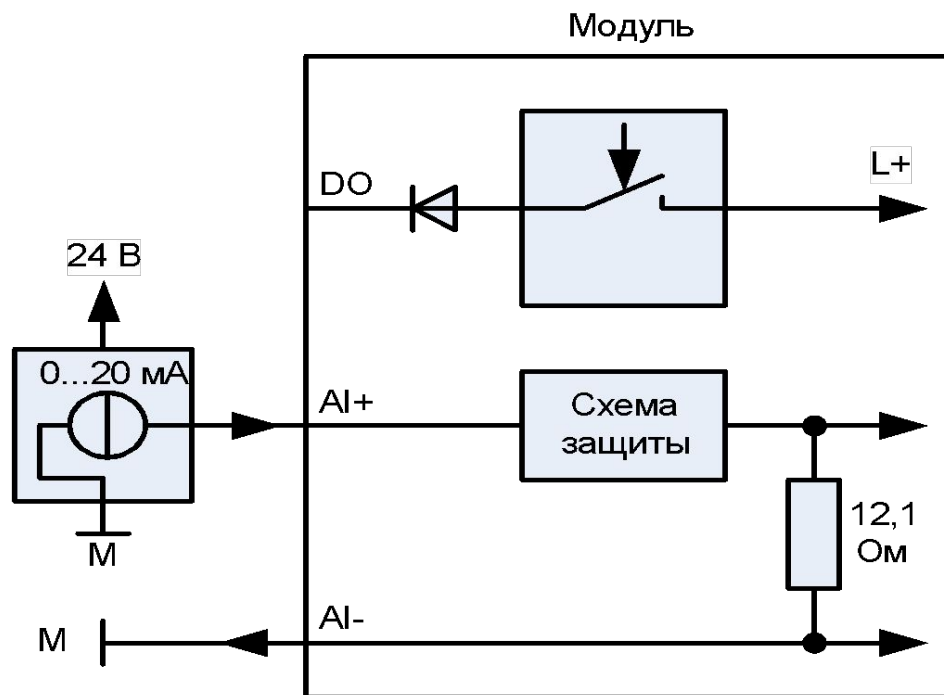 Модуль
DO
L+
24 В
0...20 мА
AI+
Схема
защиты
12,1
Ом
М
AI-
М